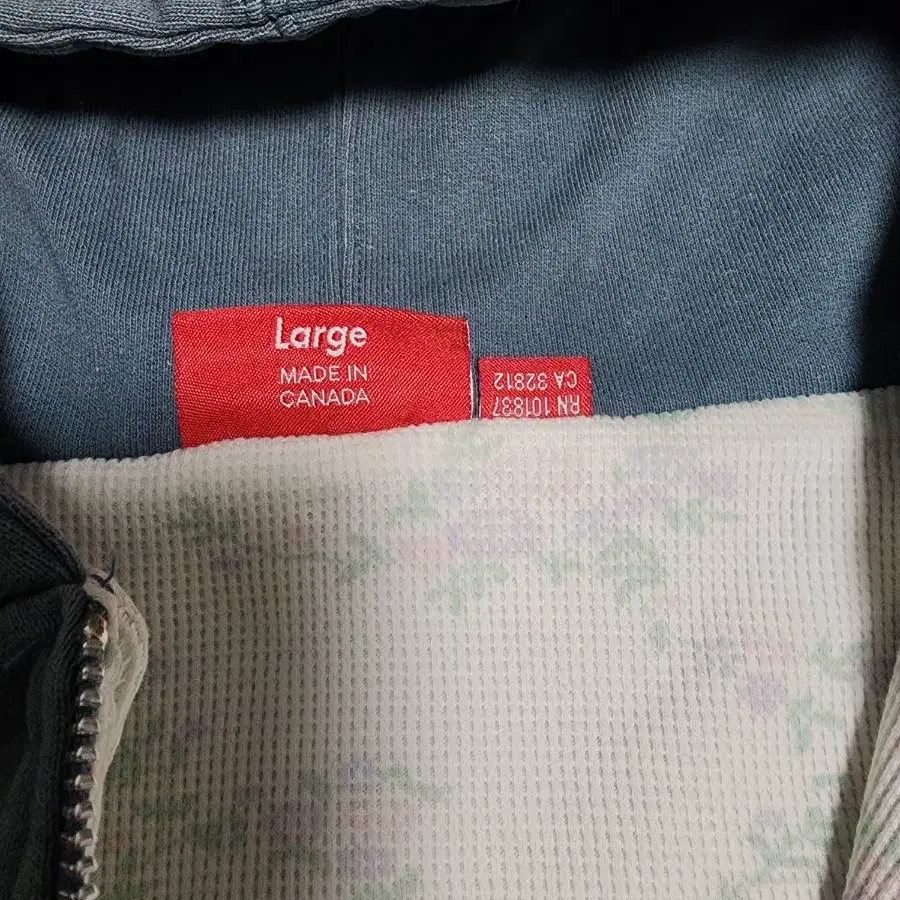 Large
MADE IN
CANADA
RN 101837
CA 32812